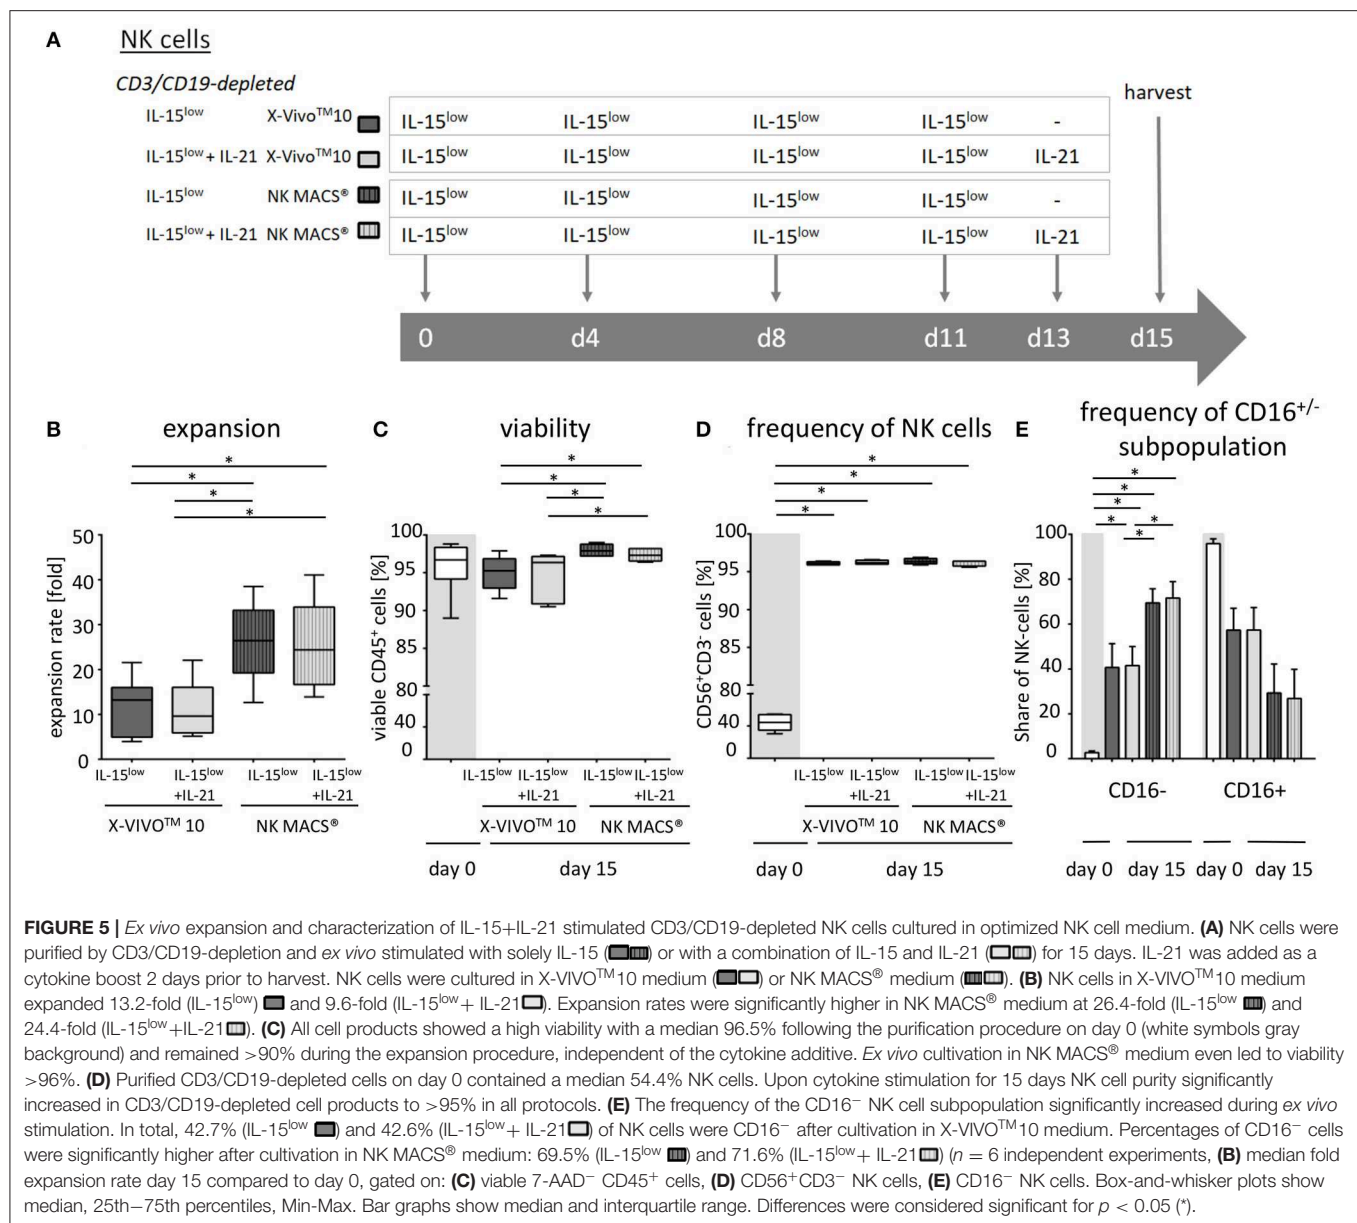 A NK cells
CD3/CD19-depleted
harvest
IL-15low X-Vivo™10 IL-15low IL-15low IL-15low IL-15low -
IL-15low + IL-21 X-Vivo™10 IL-15low IL-15low IL-15low IL-15low IL-21
IL-15low NK MACS® IL-15low IL-15low IL-15low IL-15low -
IL-15low + IL-21 NK MACS® IL-15low IL-15low IL-15low IL-15low IL-21
0 d4 d8 d11 d13 d15
B expansion
* * * *
expansion rate [fold]
50
40
30
20
10
0
IL-15low IL-15low +IL-21 IL-15low IL-15low +IL-21
X-VIVO™ 10 NK MACS®
C viability
* * * *
viable CD45+ cells [%]
100
95
90
85
80
40
0
IL-15low IL-15low +IL-21 IL-15low IL-15low +IL-21
X-VIVO™ 10 NK MACS®
day 0 day 15
D frequency of NK cells
* * * *
CD56+CD3- cells [%]
100
95
90
85
80
40
0
IL-15low IL-15low +IL-21 IL-15low IL-15low +IL-21
X-VIVO™ 10 NK MACS®
day 0 day 15
E frequency of CD16+/-
subpopulation
* * * * * *
Share of NK-cells [%]
100
80
60
40
20
0
CD16- CD16+
day 0 day 15 day 0 day 15
FIGURE 5 | Ex vivo expansion and characterization of IL-15+IL-21 stimulated CD3/CD19-depleted NK cells cultured in optimized NK cell medium. (A) NK cells were
purified by CD3/CD19-depletion and ex vivo stimulated with solely IL-15 ( ) or with a combination of IL-15 and IL-21 ( ) for 15 days. IL-21 was added as a
cytokine boost 2 days prior to harvest. NK cells were cultured in X-VIVO™10 medium ( ) or NK MACS® medium ( ). (B) NK cells in X-VIVO™10 medium
expanded 13.2-fold (IL-15low) and 9.6-fold (IL-15low+ IL-21 ). Expansion rates were significantly higher in NK MACS® medium at 26.4-fold (IL-15low ) and
24.4-fold (IL-15low+IL-21 ). (C) All cell products showed a high viability with a median 96.5% following the purification procedure on day 0 (white symbols gray
background) and remained >90% during the expansion procedure, independent of the cytokine additive. Ex vivo cultivation in NK MACS® medium even led to viability
>96%. (D) Purified CD3/CD19-depleted cells on day 0 contained a median 54.4% NK cells. Upon cytokine stimulation for 15 days NK cell purity significantly
increased in CD3/CD19-depleted cell products to >95% in all protocols. (E) The frequency of the CD16− NK cell subpopulation significantly increased during ex vivo
stimulation. In total, 42.7% (IL-15low ) and 42.6% (IL-15low+ IL-21 ) of NK cells were CD16− after cultivation in X-VIVO™10 medium. Percentages of CD16− cells
were significantly higher after cultivation in NK MACS® medium: 69.5% (IL-15low ) and 71.6% (IL-15low+ IL-21 ) (n = 6 independent experiments, (B) median fold
expansion rate day 15 compared to day 0, gated on: (C) viable 7-AAD− CD45+ cells, (D) CD56+CD3− NK cells, (E) CD16− NK cells. Box-and-whisker plots show
median, 25th−75th percentiles, Min-Max. Bar graphs show median and interquartile range. Differences were considered significant for p < 0.05 (*).